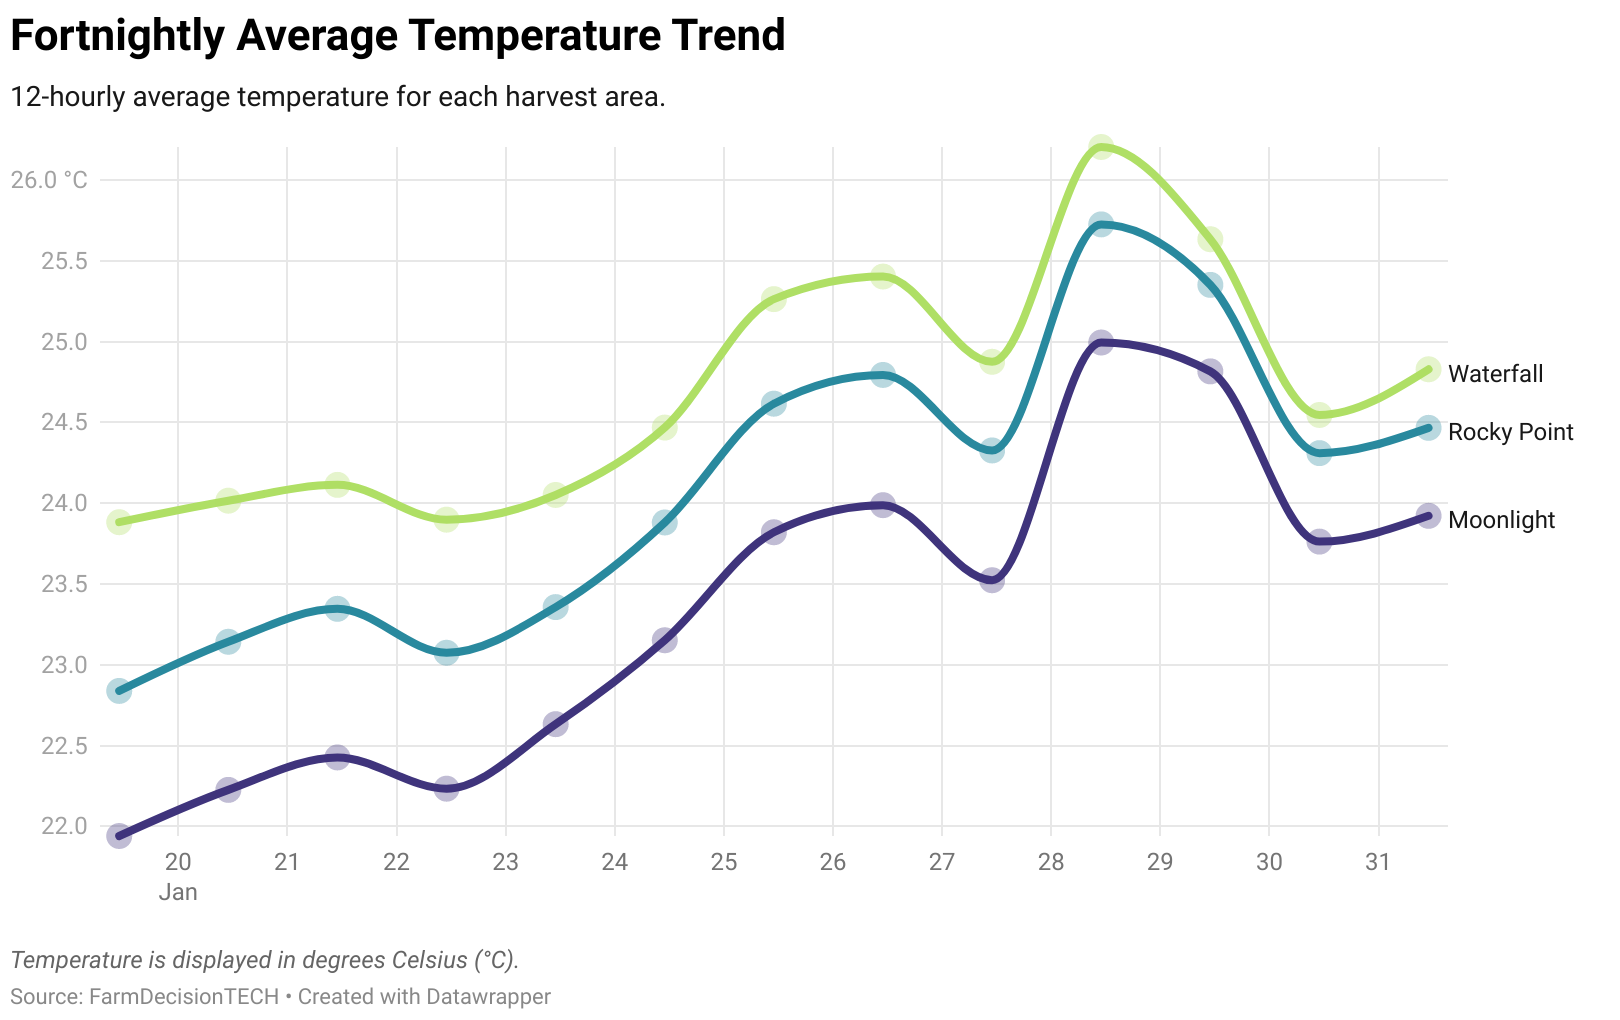 Fortnightly Average Temperature Trend
12-hourly average temperature for each harvest area.
26.0 °C
25.5
25.0
24.5
24.0
23.5
23.0
22.5
22.0
Waterfall
Rocky Point
Moonlight
20 21 22 23 24 25 26 27 28 29 30 31
Jan
Temperature is displayed in degrees Celsius (°C).
Source: FarmDecisionTECH • Created with Datawrapper